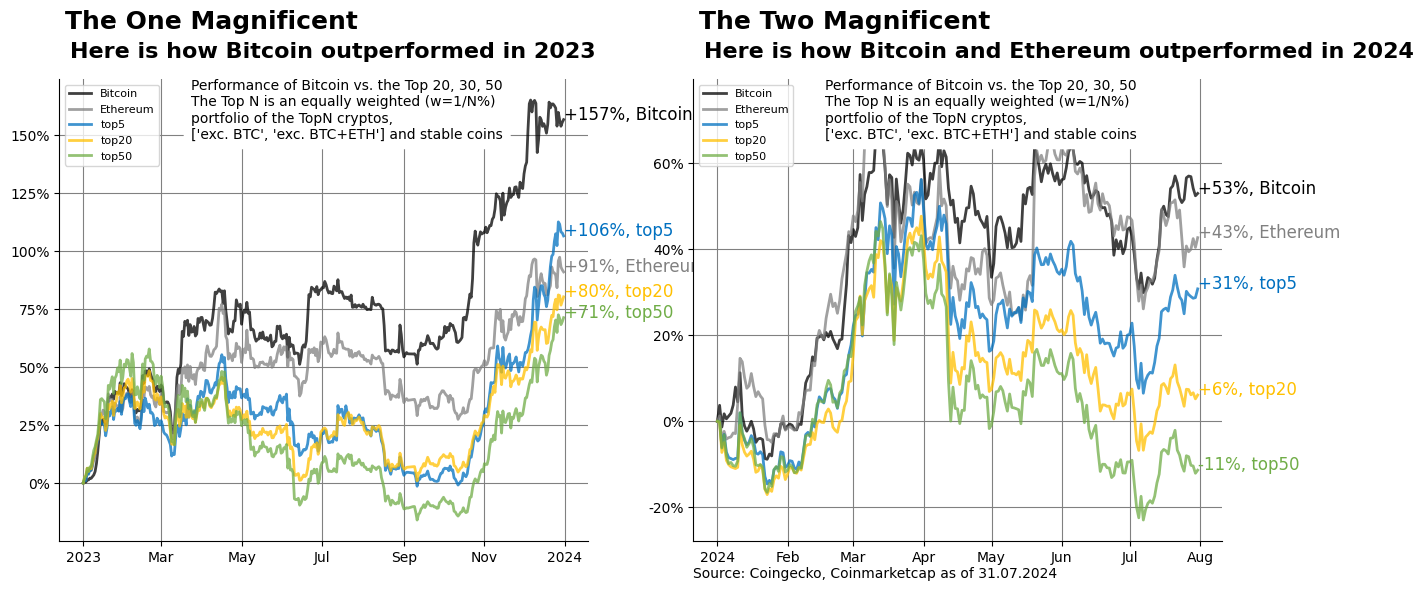 The One Magnificent
Here is how Bitcoin outperformed in 2023
Performance of Bitcoin vs. the Top 20, 30, 50
The Top N is an equally weighted (w=1/N%)
portfolio of the TopN cryptos,
['exc. BTC', 'exc. BTC+ETH'] and stable coins
Bitcoin
Ethereum
top5
top20
top50
150%
125%
100%
75%
50%
25%
0%
+157%, Bitcoin
+106%, top5
+91%, Ethereum
+80%, top20
+71%, top50
2023 Mar May Jul Sep Nov 2024
The Two Magnificent
Here is how Bitcoin and Ethereum outperformed in 2024
Performance of Bitcoin vs. the Top 20, 30, 50
The Top N is an equally weighted (w=1/N%)
portfolio of the TopN cryptos,
['exc. BTC', 'exc. BTC+ETH'] and stable coins
Bitcoin
Ethereum
top5
top20
top50
60%
40%
20%
0%
-20%
+53%, Bitcoin
+43%, Ethereum
+31%, top5
+6%, top20
-11%, top50
2024 Feb Mar Apr May Jun Jul Aug
Source: Coingecko, Coinmarketcap as of 31.07.2024